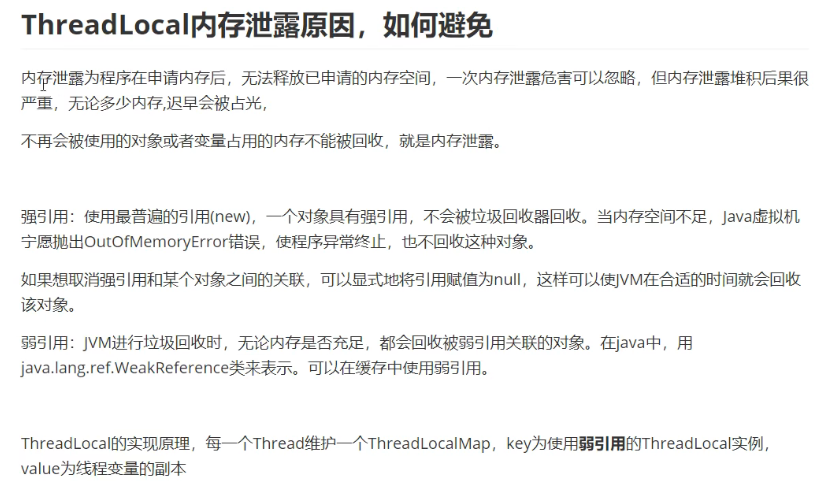 ThreadLocal内存泄露原因，如何避免
内存泄露为程序在申请内存后，无法释放已申请的内存空间，一次内存泄露危害可以忽略，但内存泄露堆积后果很
严重，无论多少内存,迟早会被占光，
不再会被使用的对象或者变量占用的内存不能被回收，就是内存泄露。
强引用：使用最普遍的引用(new)，一个对象具有强引用，不会被垃圾回收器回收。当内存空间不足，Java虚拟机
宁愿抛出OutOfMemoryError错误，使程序异常终止，也不回收这种对象。
如果想取消强引用和某个对象之间的关联，可以显式地将引用赋值为null，这样可以使JVM在合适的时间就会回收
该对象。
弱引用：JVM进行垃圾回收时，无论内存是否充足，都会回收被弱引用关联的对象。在java中，用
java.lang.ref.WeakReference类来表示。可以在缓存中使用弱引用。
ThreadLocal的实现原理，每一个Thread维护一个ThreadLocalMap，key为使用弱引用的ThreadLocal实例，
value为线程变量的副本